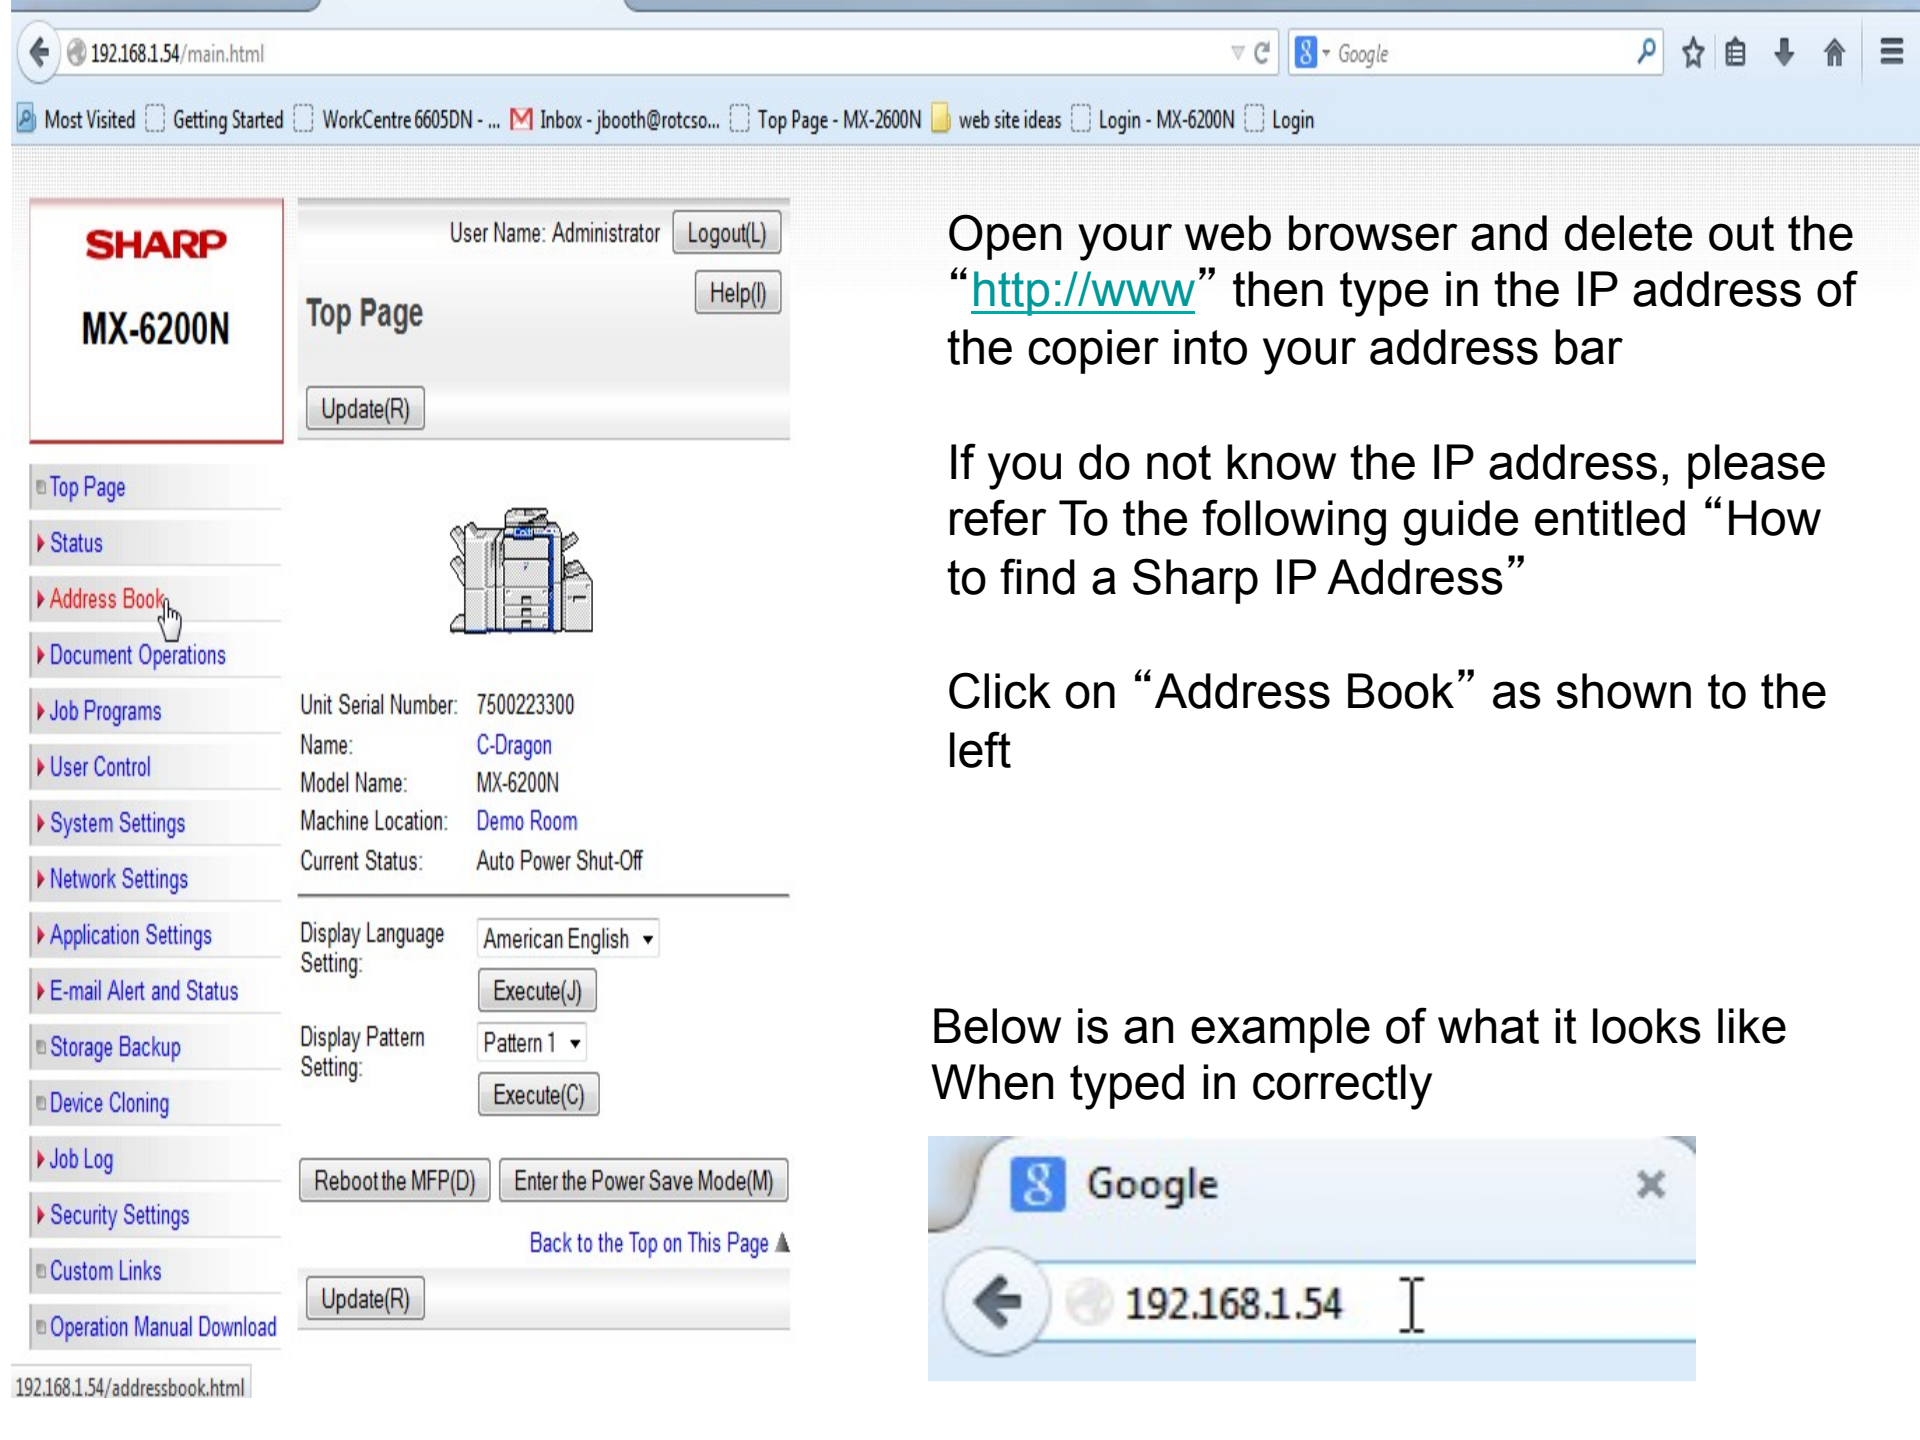 192.168.1.54/main.html
Google
Most Visited Getting Started WorkCentre 6605DN - ... Inbox - jbooth@rotcso... Top Page - MX-2600N web site ideas Login - MX-6200N Login
SHARP
MX-6200N
User Name: Administrator Logout(L)
Help(I)
Top Page
Update(R)
Top Page
Status
Address Book
Document Operations
Job Programs
User Control
System Settings
Network Settings
Application Settings
E-mail Alert and Status
Storage Backup
Device Cloning
Job Log
Security Settings
Custom Links
Operation Manual Download
192.168.1.54/addressbook.html
Unit Serial Number: 7500223300
Name: C-Dragon
Model Name: MX-6200N
Machine Location: Demo Room
Current Status: Auto Power Shut-Off
Display Language American English
Setting:
Execute(J)
Display Pattern Pattern 1
Setting:
Execute(C)
Reboot the MFP(D) Enter the Power Save Mode(M)
Back to the Top on This Page
Update(R)
Open your web browser and delete out the
“http://www” then type in the IP address of
the copier into your address bar
If you do not know the IP address, please
refer To the following guide entitled “How
to find a Sharp IP Address”
Click on “Address Book” as shown to the
left
Below is an example of what it looks like
When typed in correctly
Google
192.168.1.54